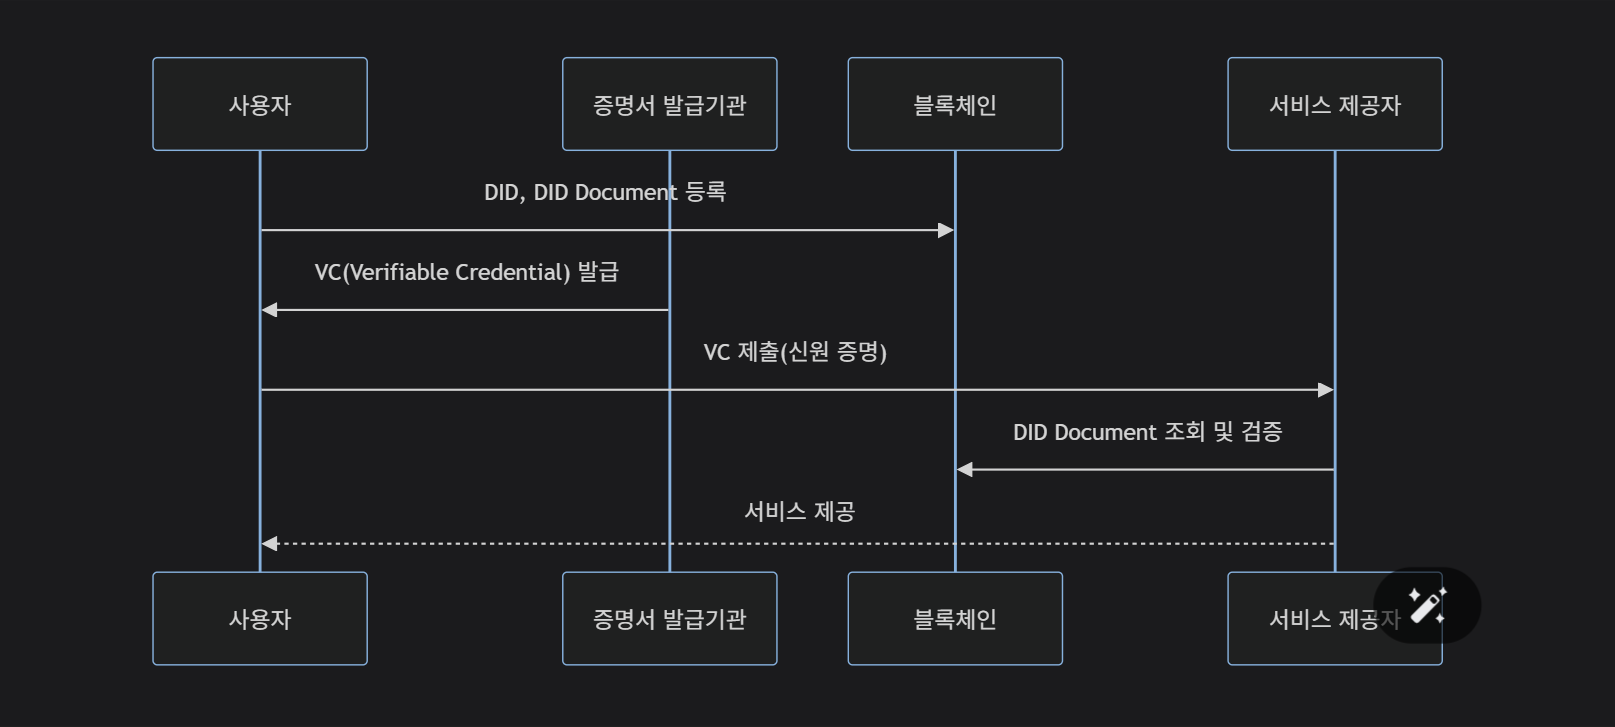 사용자
증명서 발급기관
블록체인
서비스 제공자
DID, DID Document 등록
VC(Verifiable Credential) 발급
VC 제출(신원 증명)
DID Document 조회 및 검증
서비스 제공
사용자
증명서 발급기관
블록체인
서비스 제공자